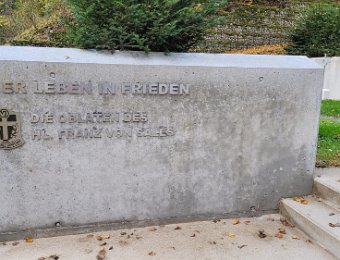 ER LEBEN IN FRIEDEN
DIE OBLATEN DES
HL. FRANZ VON SALES